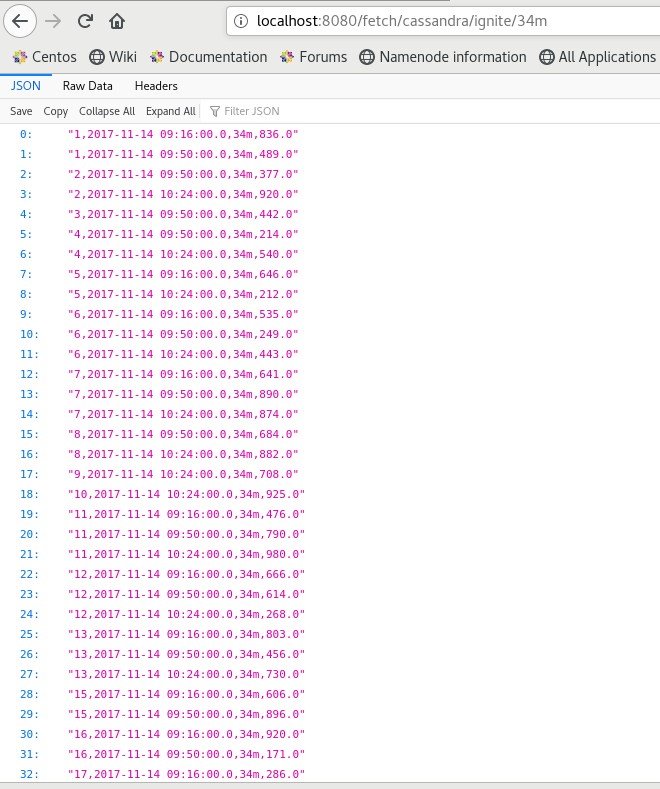 localhost:8080/fetch/cassandra/ignite/34m
Centos Wiki Documentation Forums Namenode information All Applications
JSON Raw Data Headers
Save Copy Collapse All Expand All Filter JSON
0: "1,2017-11-14 09:16:00.0,34m,836.0"
1: "1,2017-11-14 09:50:00.0,34m,489.0"
2: "2,2017-11-14 09:50:00.0,34m,377.0"
3: "2,2017-11-14 10:24:00.0,34m,920.0"
4: "3,2017-11-14 09:50:00.0,34m,442.0"
5: "4,2017-11-14 09:50:00.0,34m,214.0"
6: "4,2017-11-14 10:24:00.0,34m,540.0"
7: "5,2017-11-14 09:16:00.0,34m,646.0"
8: "5,2017-11-14 10:24:00.0,34m,212.0"
9: "6,2017-11-14 09:16:00.0,34m,535.0"
10: "6,2017-11-14 09:50:00.0,34m,249.0"
11: "6,2017-11-14 10:24:00.0,34m,443.0"
12: "7,2017-11-14 09:16:00.0,34m,641.0"
13: "7,2017-11-14 09:50:00.0,34m,890.0"
14: "7,2017-11-14 10:24:00.0,34m,874.0"
15: "8,2017-11-14 09:50:00.0,34m,684.0"
16: "8,2017-11-14 10:24:00.0,34m,882.0"
17: "9,2017-11-14 10:24:00.0,34m,708.0"
18: "10,2017-11-14 10:24:00.0,34m,925.0"
19: "11,2017-11-14 09:16:00.0,34m,476.0"
20: "11,2017-11-14 09:50:00.0,34m,790.0"
21: "11,2017-11-14 10:24:00.0,34m,980.0"
22: "12,2017-11-14 09:16:00.0,34m,666.0"
23: "12,2017-11-14 09:50:00.0,34m,614.0"
24: "12,2017-11-14 10:24:00.0,34m,268.0"
25: "13,2017-11-14 09:16:00.0,34m,803.0"
26: "13,2017-11-14 09:50:00.0,34m,456.0"
27: "13,2017-11-14 10:24:00.0,34m,730.0"
28: "15,2017-11-14 09:16:00.0,34m,606.0"
29: "15,2017-11-14 09:50:00.0,34m,896.0"
30: "16,2017-11-14 09:16:00.0,34m,920.0"
31: "16,2017-11-14 09:50:00.0,34m,171.0"
32: "17,2017-11-14 09:16:00.0,34m,286.0"